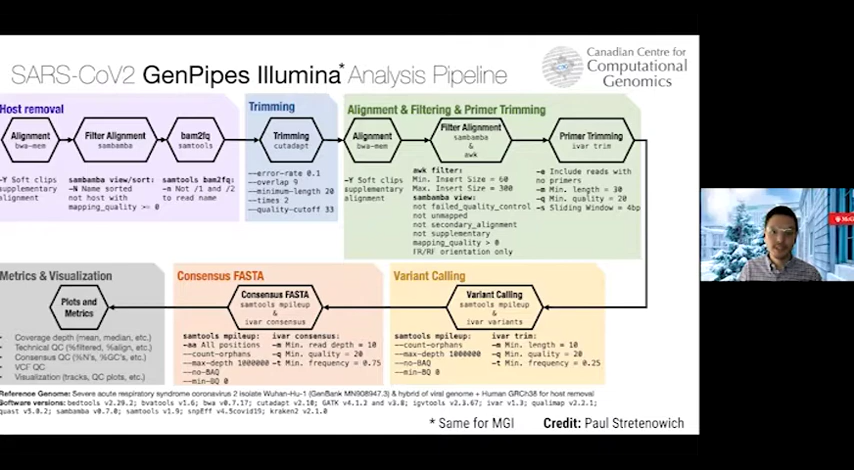 SARS-CoV2 GenPipes Illumina* Analysis Pipeline
Canadian Centre for
Computational
Genomics
Host removal
Alignment
bwa-mem
Filter Alignment
sambamba
bam2fq
samtools
-Y Soft clips
supplementary
alignment
sambamba view/sort:
-N Name sorted
not host with
mapping_quality >= 0
samtools bam2fq:
-n Not /1 and /2
to read name
Trimming
Trimming
cutadapt
--error-rate 0.1
--overlap 9
--minimum-length 20
--times 2
--quality-cutoff 33
Alignment & Filtering & Primer Trimming
Alignment
bwa-mem
Filter Alignment
sambamba
&
awk
Primer Trimming
ivar trim
-Y Soft clips
supplementary
alignment
awk filter:
Min. Insert Size = 60
Max. Insert Size = 300
sambamba view:
not failed_quality_control
not unmapped
not secondary_alignment
not supplementary
mapping_quality > 0
FR/RF orientation only
-e Include reads with
no primers
-m Min. length = 30
-q Min. quality = 20
-s Sliding Window = 4bp
Metrics & Visualization
Plots and
Metrics
• Coverage depth (mean, median, etc.)
• Technical QC (%filtered, %align, etc.)
• Consensus QC (%N's, %GC's, etc.)
• VCF QC
• Visualization (tracks, QC plots, etc.)
Consensus FASTA
Consensus FASTA
samtools mpileup
&
ivar consensus
samtools mpileup:
-aa All positions
--count-orphans
--max-depth 1000000
--no-BAQ
--min-BQ 0
ivar consensus:
-m Min. read depth = 10
-q Min. quality = 20
-t Min. frequency = 0.75
Variant Calling
Variant Calling
samtools mpileup
&
ivar variants
samtools mpileup:
--count-orphans
--max-depth 1000000
--no-BAQ
--min-BQ 0
ivar trim:
-m Min. length = 10
-q Min. quality = 20
-t Min. frequency = 0.25
Reference Genome: Severe acute respiratory syndrome coronavirus 2 isolate Wuhan-Hu-1 (GenBank MN908947.3) & hybrid of viral genome + Human GRCh38 for host removal
Software versions: bedtools v2.29.2; bvatools v1.6; bwa v0.7.17; cutadapt v2.10; GATK v4.1.2 and v3.8; igvtools v2.3.67; ivar v1.3; qualimap v2.2.1;
quast v5.0.2; sambamba v0.7.0; samtools v1.9; snpEff v4.5covid19; kraken2 v2.1.0
* Same for MGI
Credit: Paul Stretenowich